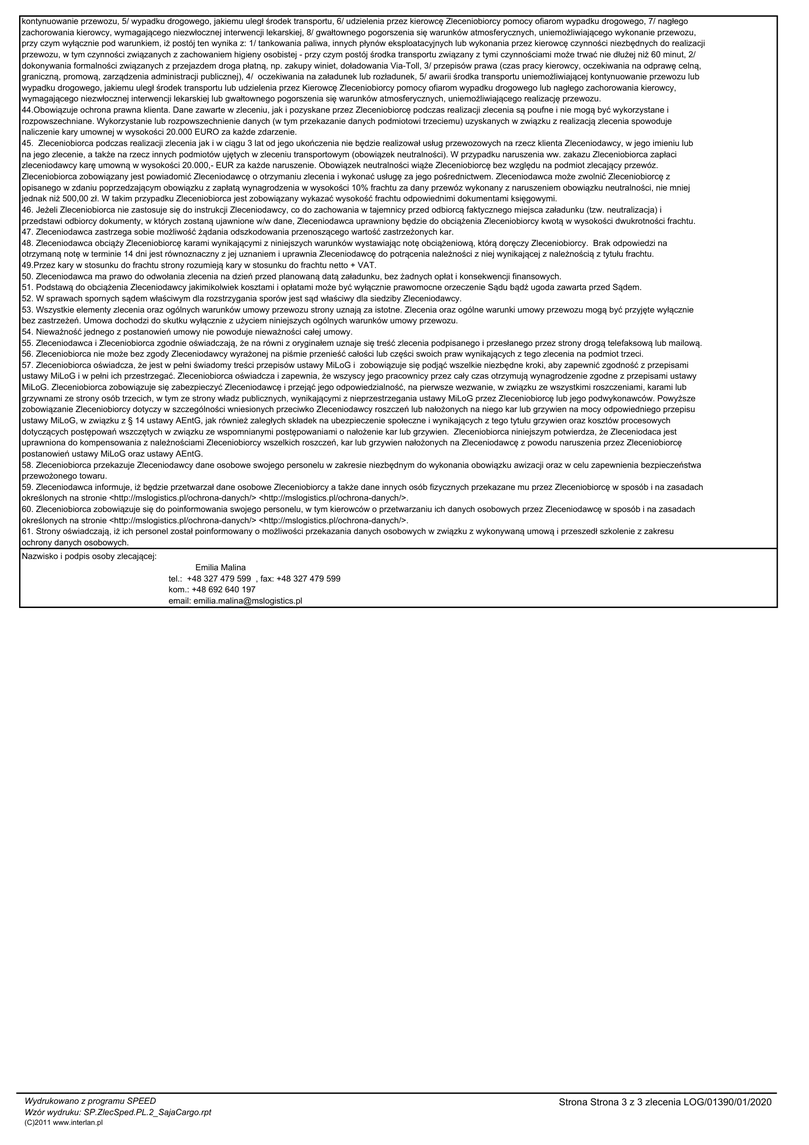 kontynuowanie przewozu, 5/ wypadku drogowego, jakiemu uległ środek transportu, 6/ udzielenia przez kierowcę Zleceniobiorcy pomocy ofiarom wypadku drogowego, 7/ nagłego
zachorowania kierowcy, wymagającego niezwłocznej interwencji lekarskiej, 8/ gwałtownego pogorszenia się warunków atmosferycznych, uniemożliwiającego wykonanie przewozu,
przy czym wyłącznie pod warunkiem, iż postój ten wynika z: 1/ tankowania paliwa, innych płynów eksploatacyjnych lub wykonania przez kierowcę czynności niezbędnych do realizacji
przewozu, w tym czynności związanych z zachowaniem higieny osobistej - przy czym postój środka transportu związany z tymi czynnościami może trwać nie dłużej niż 60 minut, 2/
dokonywania formalności związanych z przejazdem droga płatną, np. zakupy winiet, doładowania Via-Toll, 3/ przepisów prawa (czas pracy kierowcy, oczekiwania na odprawę celną,
graniczną, promową, zarządzenia administracji publicznej), 4/ oczekiwania na załadunek lub rozładunek, 5/ awarii środka transportu uniemożliwiającej kontynuowanie przewozu lub
wypadku drogowego, jakiemu uległ środek transportu lub udzielenia przez Kierowcę Zleceniobiorcy pomocy ofiarom wypadku drogowego lub nagłego zachorowania kierowcy,
wymagającego niezwłocznej interwencji lekarskiej lub gwałtownego pogorszenia się warunków atmosferycznych, uniemożliwiającego realizację przewozu.
44.Obowiązuje ochrona prawna klienta. Dane zawarte w zleceniu, jak i pozyskane przez Zleceniobiorcę podczas realizacji zlecenia są poufne i nie mogą być wykorzystane i
rozpowszechniane. Wykorzystanie lub rozpowszechnienie danych (w tym przekazanie danych podmiotowi trzeciemu) uzyskanych w związku z realizacją zlecenia spowoduje
naliczenie kary umownej w wysokości 20.000 EURO za każde zdarzenie.
45.  Zleceniobiorca podczas realizacji zlecenia jak i w ciągu 3 lat od jego ukończenia nie będzie realizował usług przewozowych na rzecz klienta Zleceniodawcy, w jego imieniu lub
na jego zlecenie, a także na rzecz innych podmiotów ujętych w zleceniu transportowym (obowiązek neutralności). W przypadku naruszenia ww. zakazu Zleceniobiorca zapłaci
zleceniodawcy karę umowną w wysokości 20.000,- EUR za każde naruszenie. Obowiązek neutralności wiąże Zleceniobiorcę bez względu na podmiot zlecający przewóz.
Zleceniobiorca zobowiązany jest powiadomić Zleceniodawcę o otrzymaniu zlecenia i wykonać usługę za jego pośrednictwem. Zleceniodawca może zwolnić Zleceniobiorcę z
opisanego w zdaniu poprzedzającym obowiązku z zapłatą wynagrodzenia w wysokości 10% frachtu za dany przewóz wykonany z naruszeniem obowiązku neutralności, nie mniej
jednak niż 500,00 zł. W takim przypadku Zleceniobiorca jest zobowiązany wykazać wysokość frachtu odpowiednimi dokumentami księgowymi.
46. Jeżeli Zleceniobiorca nie zastosuje się do instrukcji Zleceniodawcy, co do zachowania w tajemnicy przed odbiorcą faktycznego miejsca załadunku (tzw. neutralizacja) i
przedstawi odbiorcy dokumenty, w których zostaną ujawnione w/w dane, Zleceniodawca uprawniony będzie do obciążenia Zleceniobiorcy kwotą w wysokości dwukrotności frachtu.
47. Zleceniodawca zastrzega sobie możliwość żądania odszkodowania przenoszącego wartość zastrzeżonych kar.
48. Zleceniodawca obciąży Zleceniobiorcę karami wynikającymi z niniejszych warunków wystawiając notę obciążeniową, którą doręczy Zleceniobiorcy.  Brak odpowiedzi na
otrzymaną notę w terminie 14 dni jest równoznaczny z jej uznaniem i uprawnia Zleceniodawcę do potrącenia należności z niej wynikającej z należnością z tytułu frachtu.
49.Przez kary w stosunku do frachtu strony rozumieją kary w stosunku do frachtu netto + VAT.
50. Zleceniodawca ma prawo do odwołania zlecenia na dzień przed planowaną datą załadunku, bez żadnych opłat i konsekwencji finansowych.
51. Podstawą do obciążenia Zleceniodawcy jakimikolwiek kosztami i opłatami może być wyłącznie prawomocne orzeczenie Sądu bądź ugoda zawarta przed Sądem.
52. W sprawach spornych sądem właściwym dla rozstrzygania sporów jest sąd właściwy dla siedziby Zleceniodawcy.
53. Wszystkie elementy zlecenia oraz ogólnych warunków umowy przewozu strony uznają za istotne. Zlecenia oraz ogólne warunki umowy przewozu mogą być przyjęte wyłącznie
bez zastrzeżeń. Umowa dochodzi do skutku wyłącznie z użyciem niniejszych ogólnych warunków umowy przewozu.
54. Nieważność jednego z postanowień umowy nie powoduje nieważności całej umowy.
55. Zleceniodawca i Zleceniobiorca zgodnie oświadczają, że na równi z oryginałem uznaje się treść zlecenia podpisanego i przesłanego przez strony drogą telefaksową lub mailową.
56. Zleceniobiorca nie może bez zgody Zleceniodawcy wyrażonej na piśmie przenieść całości lub części swoich praw wynikających z tego zlecenia na podmiot trzeci.
57. Zleceniobiorca oświadcza, że jest w pełni świadomy treści przepisów ustawy MiLoG i  zobowiązuje się podjąć wszelkie niezbędne kroki, aby zapewnić zgodność z przepisami
ustawy MiLoG i w pełni ich przestrzegać. Zleceniobiorca oświadcza i zapewnia, że wszyscy jego pracownicy przez cały czas otrzymują wynagrodzenie zgodne z przepisami ustawy
MiLoG. Zleceniobiorca zobowiązuje się zabezpieczyć Zleceniodawcę i przejąć jego odpowiedzialność, na pierwsze wezwanie, w związku ze wszystkimi roszczeniami, karami lub
grzywnami ze strony osób trzecich, w tym ze strony władz publicznych, wynikającymi z nieprzestrzegania ustawy MiLoG przez Zleceniobiorcę lub jego podwykonawców. Powyższe
zobowiązanie Zleceniobiorcy dotyczy w szczególności wniesionych przeciwko Zleceniodawcy roszczeń lub nałożonych na niego kar lub grzywien na mocy odpowiedniego przepisu
ustawy MiLoG, w związku z § 14 ustawy AEntG, jak również zaległych składek na ubezpieczenie społeczne i wynikających z tego tytułu grzywien oraz kosztów procesowych
dotyczących postępowań wszczętych w związku ze wspomnianymi postępowaniami o nałożenie kar lub grzywien.  Zleceniobiorca niniejszym potwierdza, że Zleceniodaca jest
uprawniona do kompensowania z należnościami Zleceniobiorcy wszelkich roszczeń, kar lub grzywien nałożonych na Zleceniodawcę z powodu naruszenia przez Zleceniobiorcę
postanowień ustawy MiLoG oraz ustawy AEntG.
58. Zleceniobiorca przekazuje Zleceniodawcy dane osobowe swojego personelu w zakresie niezbędnym do wykonania obowiązku awizacji oraz w celu zapewnienia bezpieczeństwa
przewożonego towaru.
59. Zleceniodawca informuje, iż będzie przetwarzał dane osobowe Zleceniobiorcy a także dane innych osób fizycznych przekazane mu przez Zleceniobiorcę w sposób i na zasadach
określonych na stronie <http://mslogistics.pl/ochrona-danych/> <http://mslogistics.pl/ochrona-danych/>.
60. Zleceniobiorca zobowiązuje się do poinformowania swojego personelu, w tym kierowców o przetwarzaniu ich danych osobowych przez Zleceniodawcę w sposób i na zasadach
określonych na stronie <http://mslogistics.pl/ochrona-danych/> <http://mslogistics.pl/ochrona-danych/>.
61. Strony oświadczają, iż ich personel został poinformowany o możliwości przekazania danych osobowych w związku z wykonywaną umową i przeszedł szkolenie z zakresu
ochrony danych osobowych.
Nazwisko i podpis osoby zlecającej:
Emilia Malina
tel.:  +48 327 479 599  , fax: +48 327 479 599
kom.: +48 692 640 197
email: emilia.malina@mslogistics.pl
Wydrukowano z programu SPEED
Wzór wydruku: SP.ZlecSped.PL.2_SajaCargo.rpt
(C)2011 www.interlan.pl
Strona Strona 3 z 3 zlecenia LOG/01390/01/2020